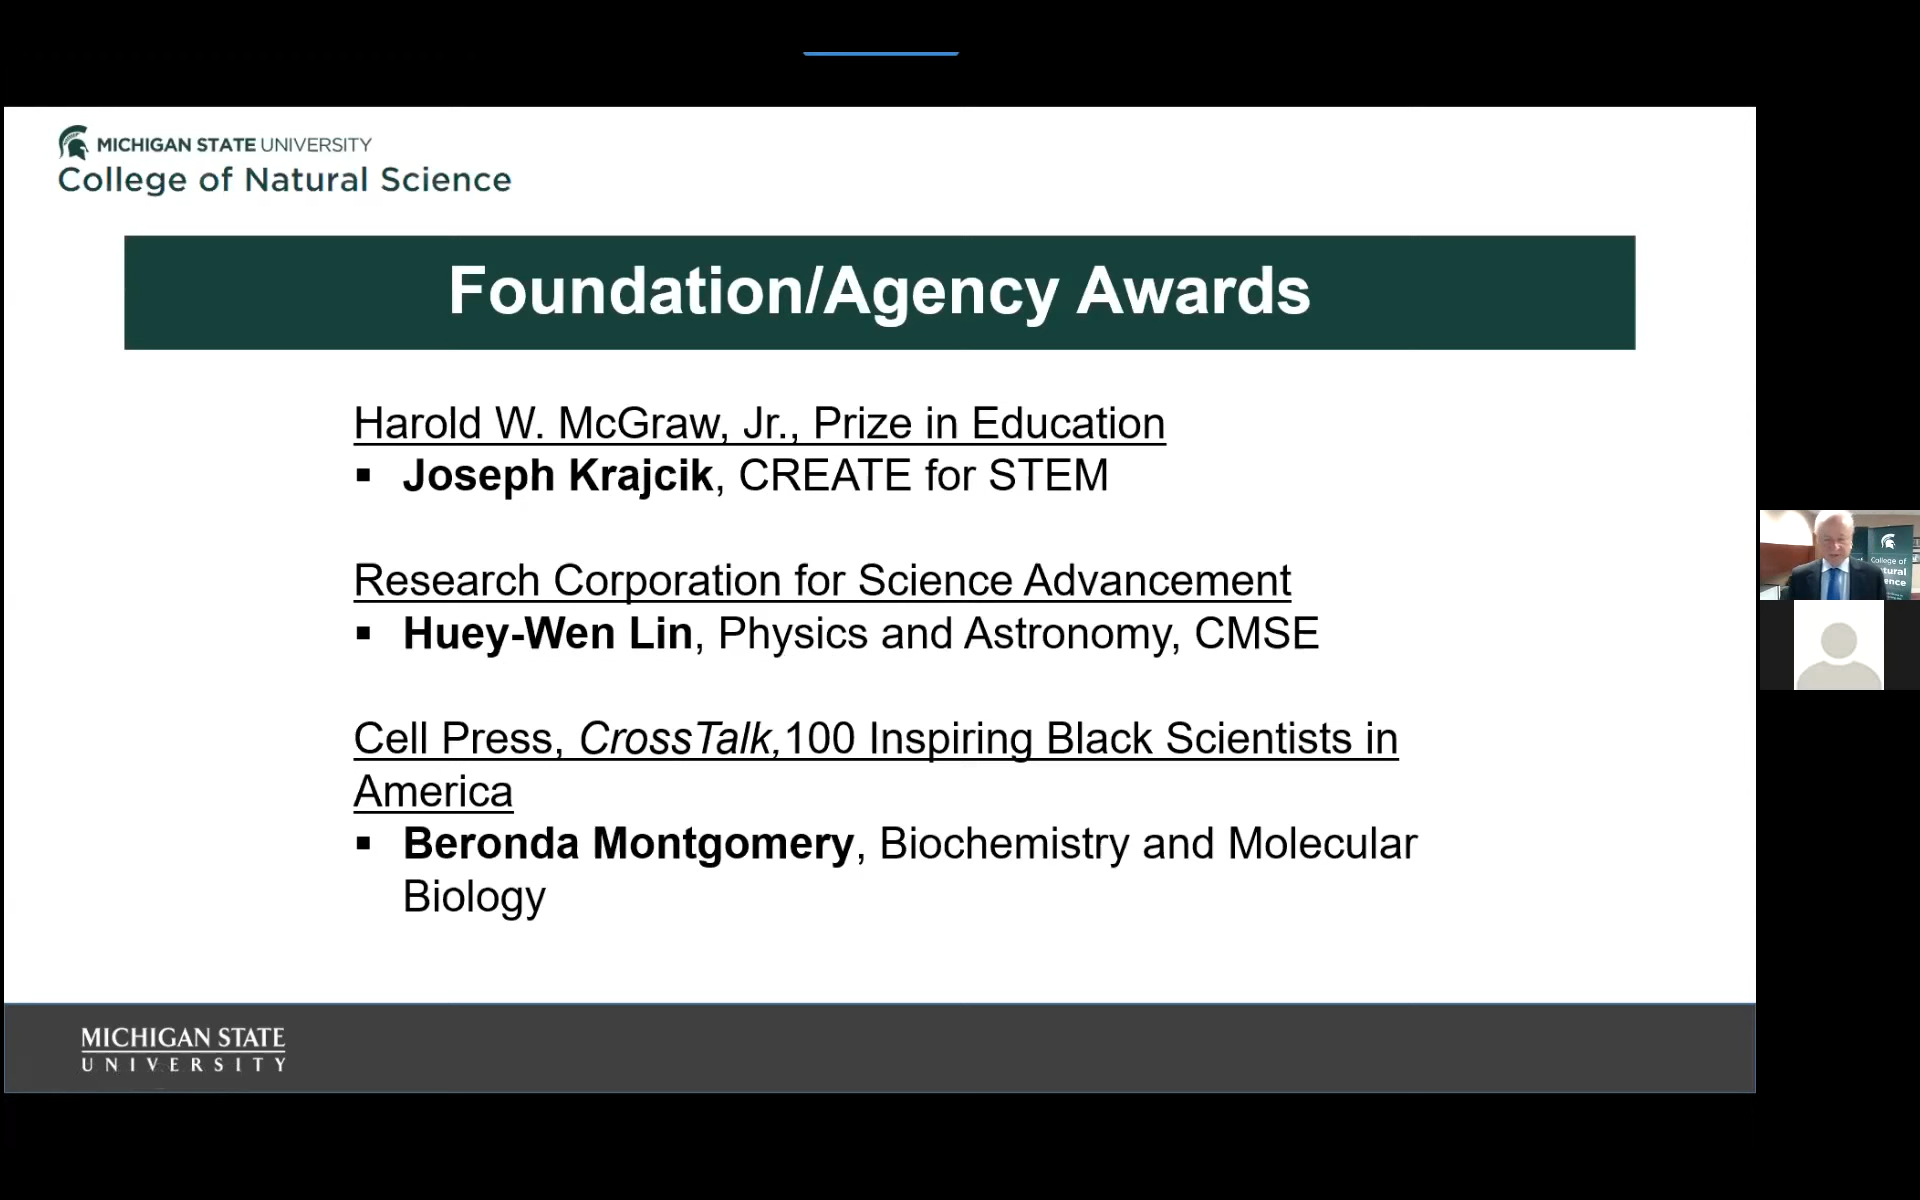 MICHIGAN STATE UNIVERSITY
College of Natural Science
Foundation/Agency Awards
Harold W. McGraw, Jr., Prize in Education
▪ Joseph Krajcik, CREATE for STEM
Research Corporation for Science Advancement
▪ Huey-Wen Lin, Physics and Astronomy, CMSE
Cell Press, CrossTalk,100 Inspiring Black Scientists in
America
▪ Beronda Montgomery, Biochemistry and Molecular
Biology
MICHIGAN STATE
UNIVERSITY
College of